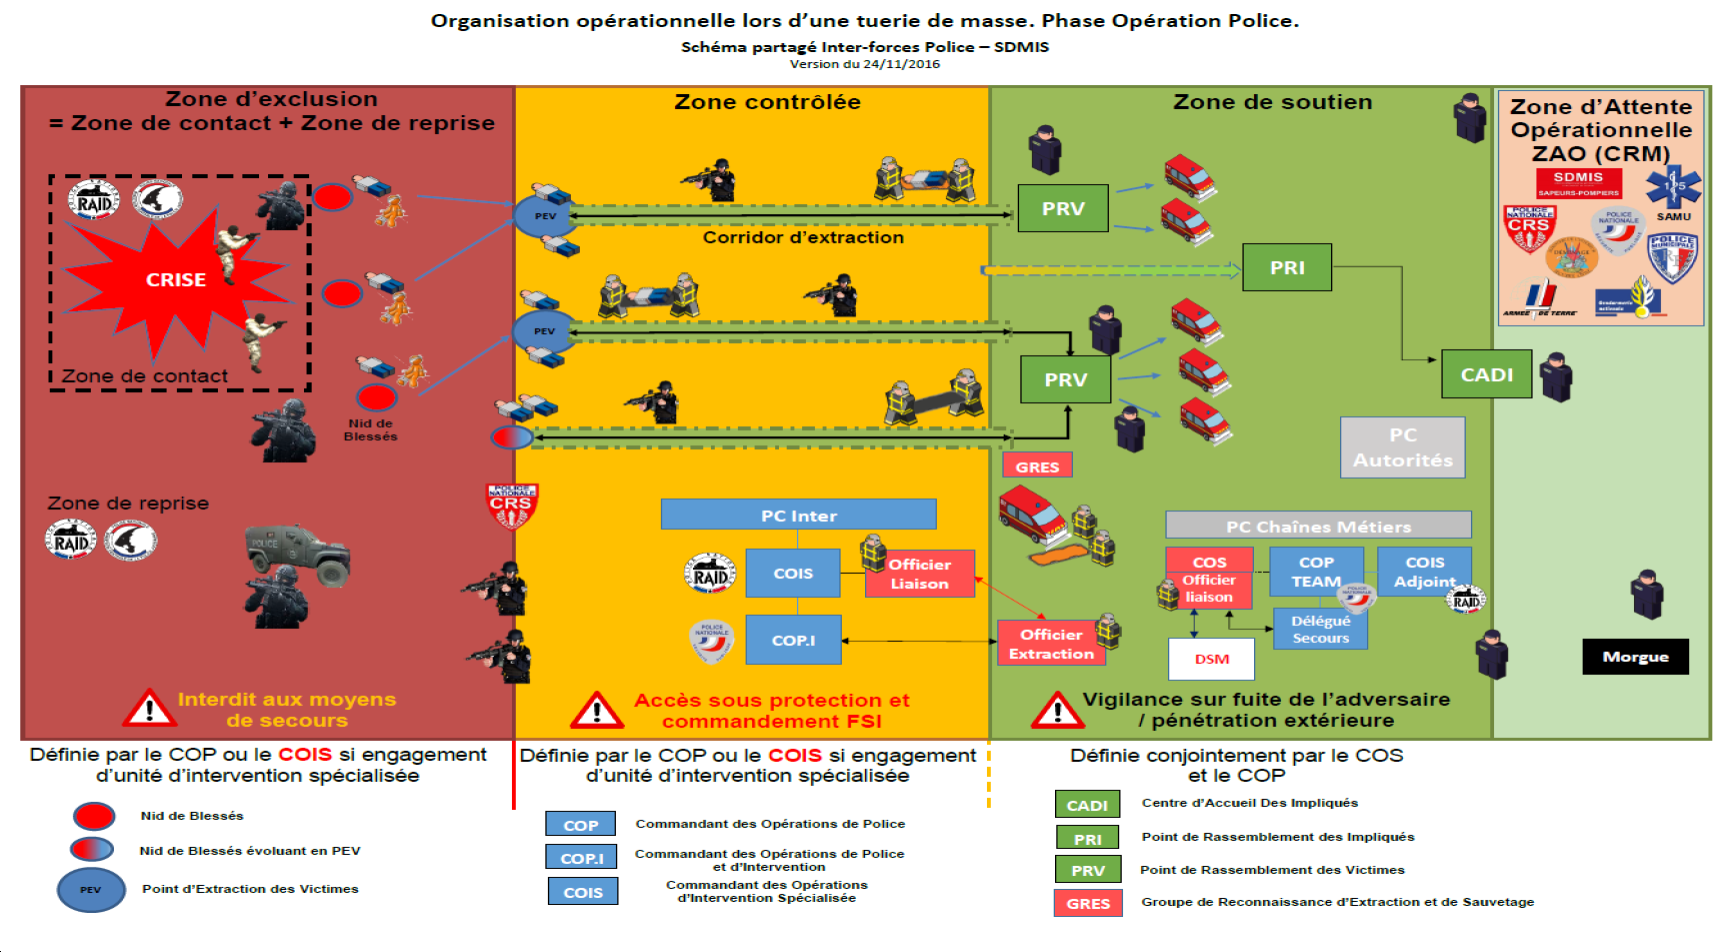 Organisation opérationnelle lors d’une tuerie de masse. Phase Opération Police.
Schéma partagé Inter-forces Police – SDMIS
Version du 24/11/2016
Zone d’exclusion
= Zone de contact + Zone de reprise
RAID
CRISE
Zone de contact
Nid de
Blessés
Zone de reprise
RAID
Interdit aux moyens
de secours
Zone contrôlée
PEV
Corridor d’extraction
PEV
POLICE
NATIONALE
CRS
POLICE
PC Inter
RAID
COIS
Officier
Liaison
POLICE
NATIONALE
COP.I
Accès sous protection et
commandement FSI
Zone de soutien
PRV
PRI
PRV
CADI
GRES
PC
Autorités
PC Chaînes Métiers
COS
Officier
liaison
COP
TEAM
COIS
Adjoint
POLICE
NATIONALE
RAID
Délégué
Secours
Officier
Extraction
DSM
Vigilance sur fuite de l’adversaire
/ pénétration extérieure
Zone d’Attente
Opérationnelle
ZAO (CRM)
SDMIS
SAPEURS-POMPIERS
15
SAMU
POLICE
NATIONALE
CRS
POLICE
NATIONALE
POLICE
MUNICIPALE
DEMINAGE
ARMÉE DE TERRE
Gendarmerie
nationale
Morgue
Définie par le COP ou le COIS si engagement
d’unité d’intervention spécialisée
Définie par le COP ou le COIS si engagement
d’unité d’intervention spécialisée
Définie conjointement par le COS
et le COP
Nid de Blessés
Nid de Blessés évoluant en PEV
PEV Point d’Extraction des Victimes
COP Commandant des Opérations de Police
COP.I Commandant des Opérations de Police
et d’Intervention
COIS Commandant des Opérations
d’Intervention Spécialisée
CADI Centre d’Accueil Des Impliqués
PRI Point de Rassemblement des Impliqués
PRV Point de Rassemblement des Victimes
GRES Groupe de Reconnaissance d’Extraction et de Sauvetage